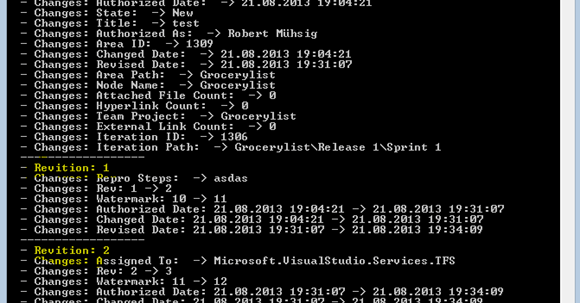 - Changes: Authorized Date:  -> 21.08.2013 19:04:21
- Changes: State:  -> New
- Changes: Title:  -> test
- Changes: Authorized As:  -> Robert Mühsig
- Changes: Area ID:  -> 1309
- Changes: Changed Date:  -> 21.08.2013 19:04:21
- Changes: Revised Date:  -> 21.08.2013 19:31:07
- Changes: Area Path:  -> Grocerylist
- Changes: Node Name:  -> Grocerylist
- Changes: Attached File Count:  -> 0
- Changes: Hyperlink Count:  -> 0
- Changes: Team Project:  -> Grocerylist
- Changes: External Link Count:  -> 0
- Changes: Iteration ID:  -> 1306
- Changes: Iteration Path:  -> Grocerylist\Release 1\Sprint 1
------------------
- Revition: 1
- Changes: Repro Steps:  -> asdas
- Changes: Rev: 1 -> 2
- Changes: Watermark: 10 -> 11
- Changes: Authorized Date: 21.08.2013 19:04:21 -> 21.08.2013 19:31:07
- Changes: Changed Date: 21.08.2013 19:04:21 -> 21.08.2013 19:31:07
- Changes: Revised Date: 21.08.2013 19:31:07 -> 21.08.2013 19:34:09
------------------
- Revition: 2
- Changes: Assigned To:  -> Microsoft.VisualStudio.Services.TFS
- Changes: Rev: 2 -> 3
- Changes: Watermark: 11 -> 12
- Changes: Authorized Date: 21.08.2013 19:31:07 -> 21.08.2013 19:34:09
- Changes: Changed Date: 21.08.2013 19:31:07 -> 21.08.2013 19:34:09